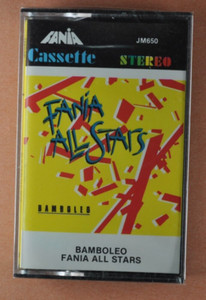 FANIA
JM650
Cassette STEREO
FANIA
ALL STARS
BAMBOLEO
BAMBOLEO
FANIA ALL STARS